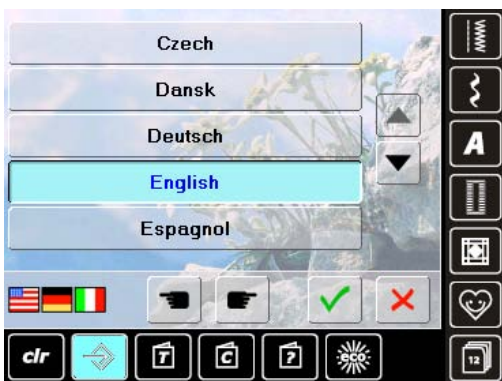 Czech
Dansk
Deutsch
English
Espagnol
A
clr
T
C
?
eco
12